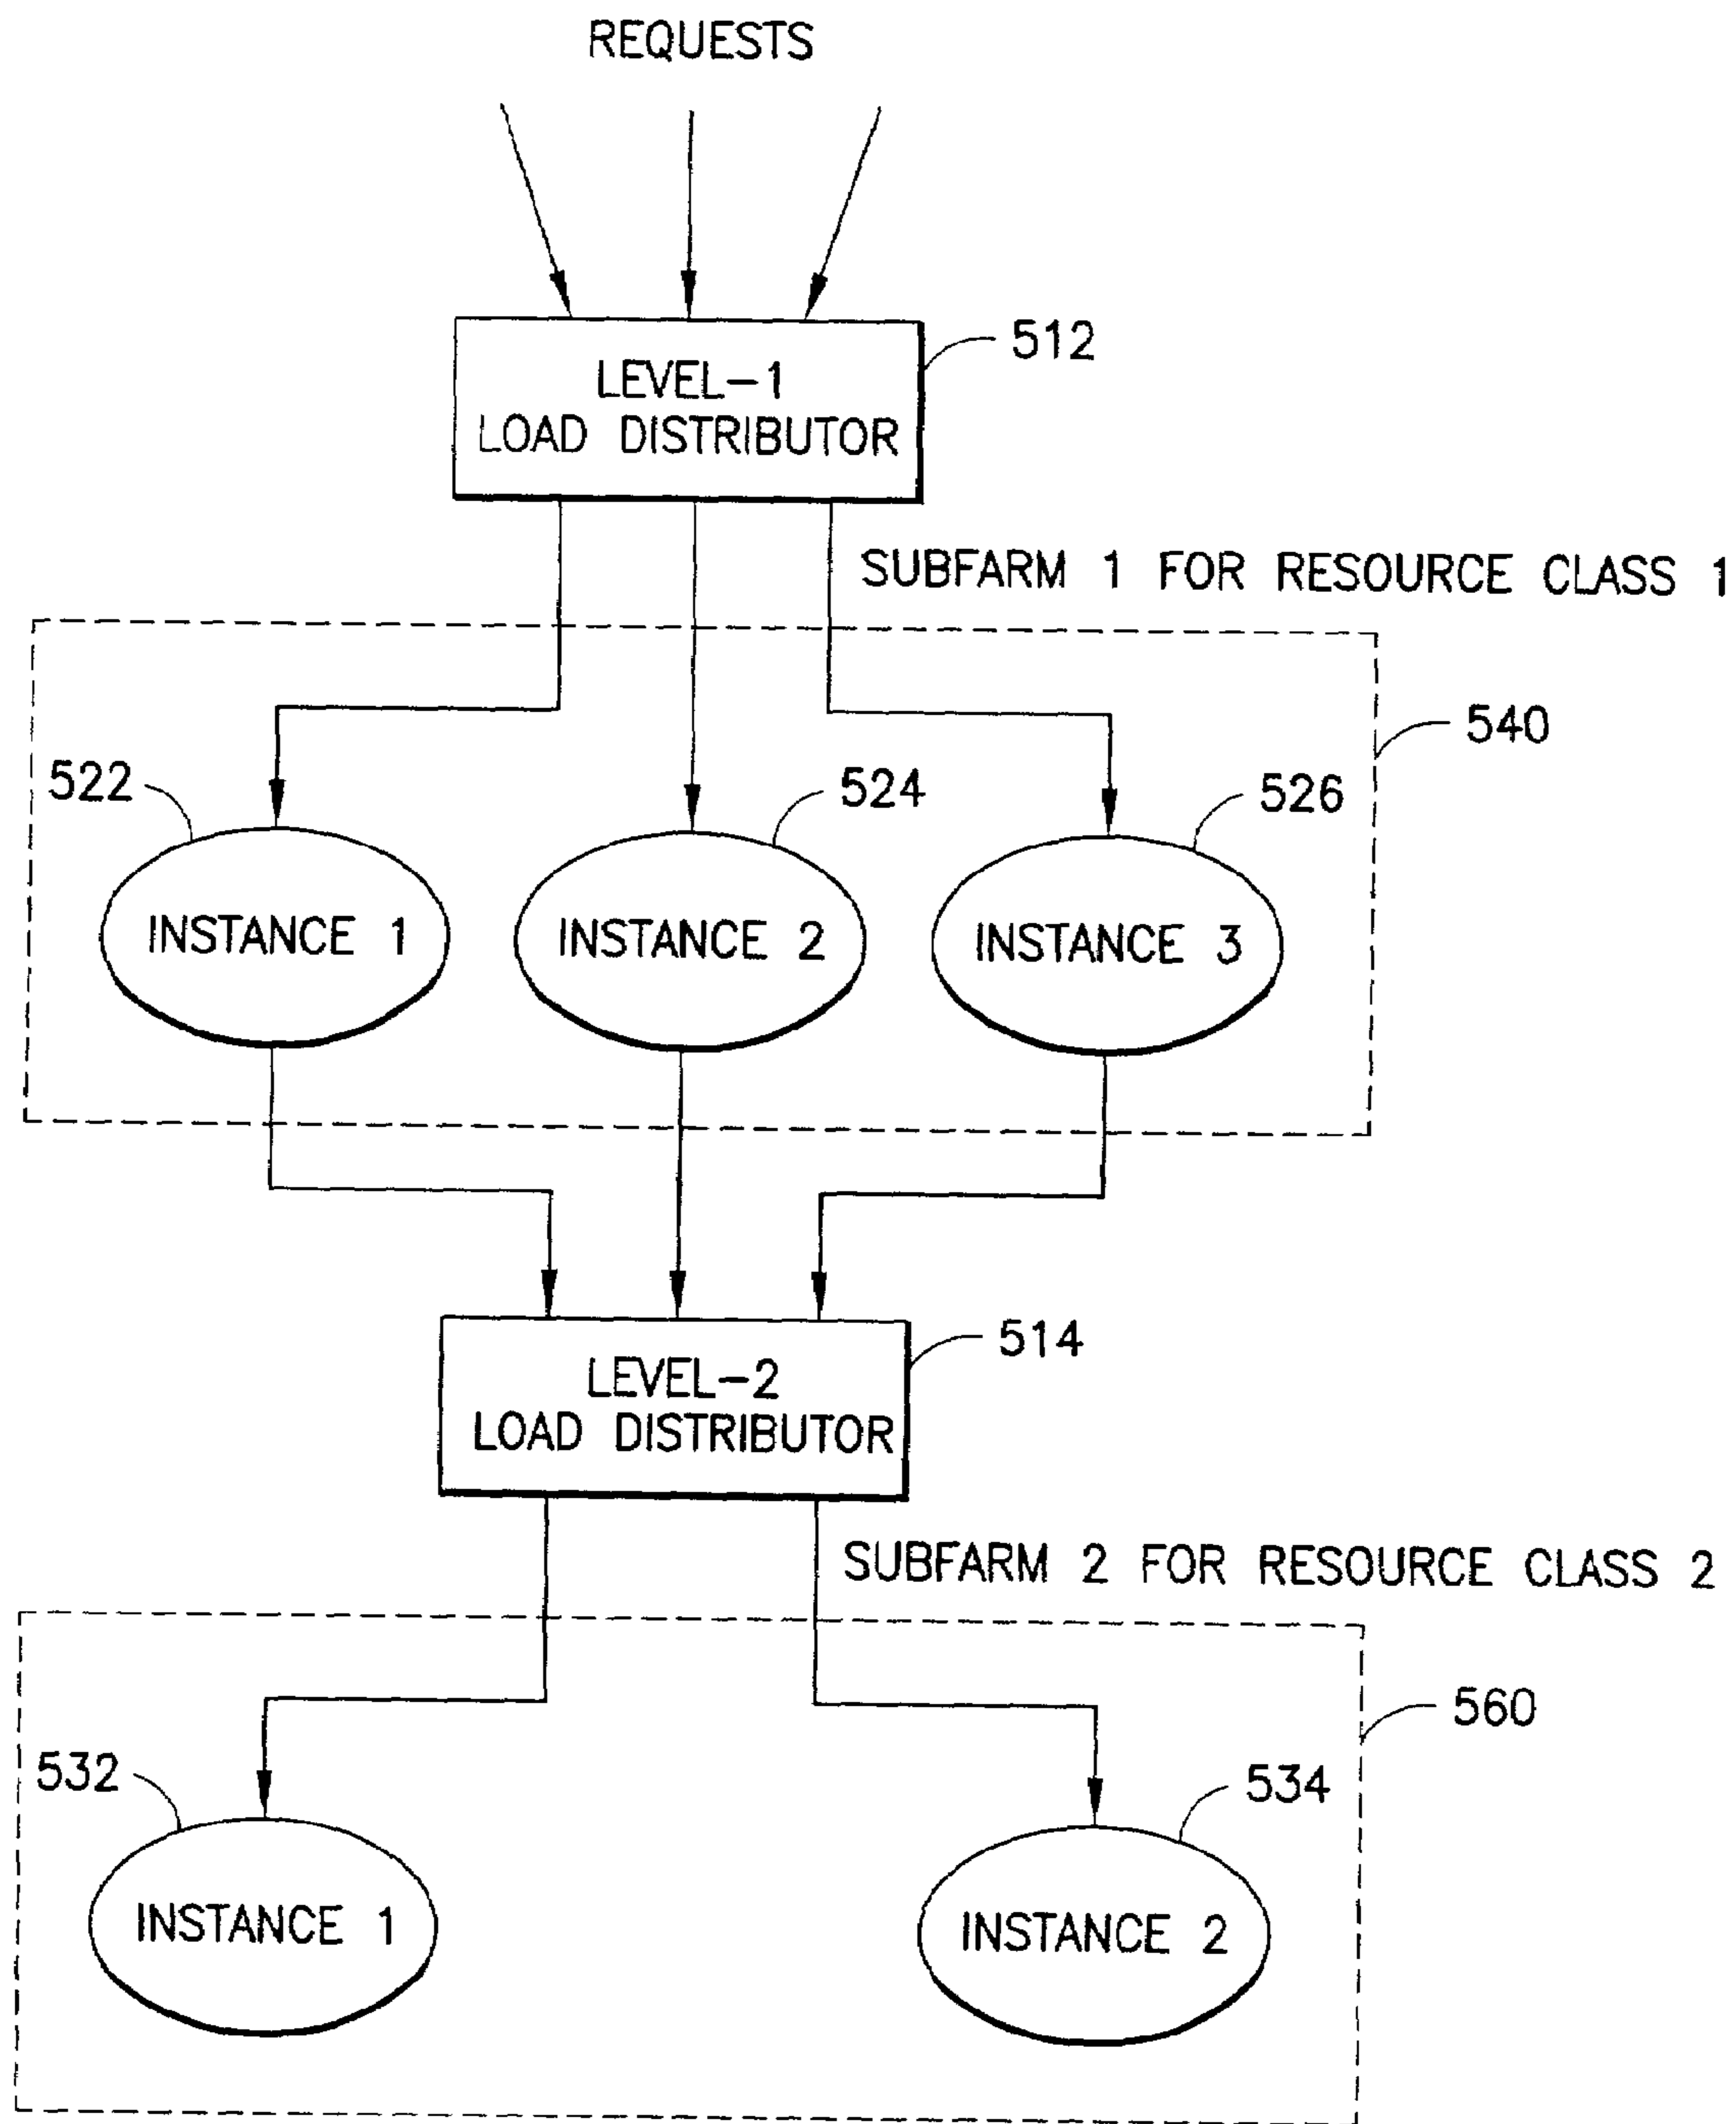 REQUESTS
LEVEL-1
LOAD DISTRIBUTOR
512
SUBFARM 1 FOR RESOURCE CLASS 1
540
522
524
526
INSTANCE 1
INSTANCE 2
INSTANCE 3
LEVEL-2
LOAD DISTRIBUTOR
514
SUBFARM 2 FOR RESOURCE CLASS 2
560
532
534
INSTANCE 1
INSTANCE 2